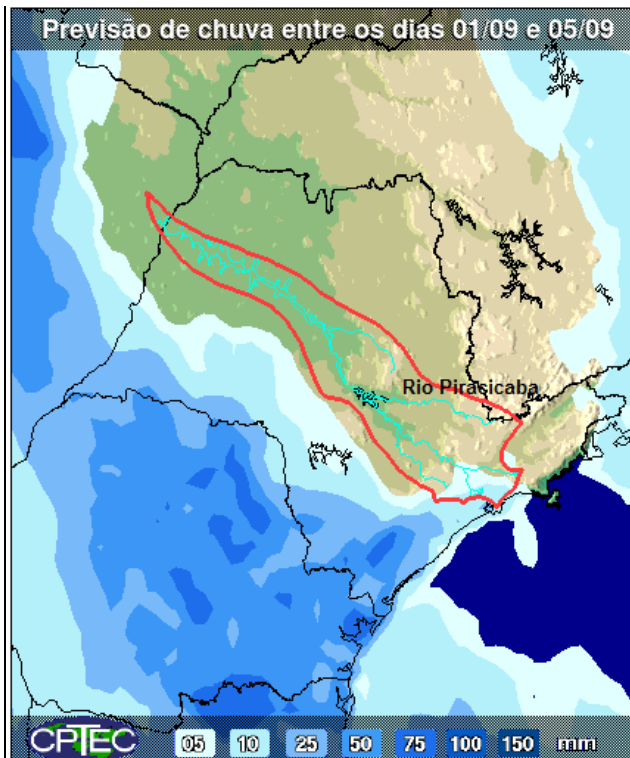 Previsão de chuva entre os dias 01/09 e 05/09
Rio Pirasicaba
CPTEC 05 10 25 50 75 100 150 mm